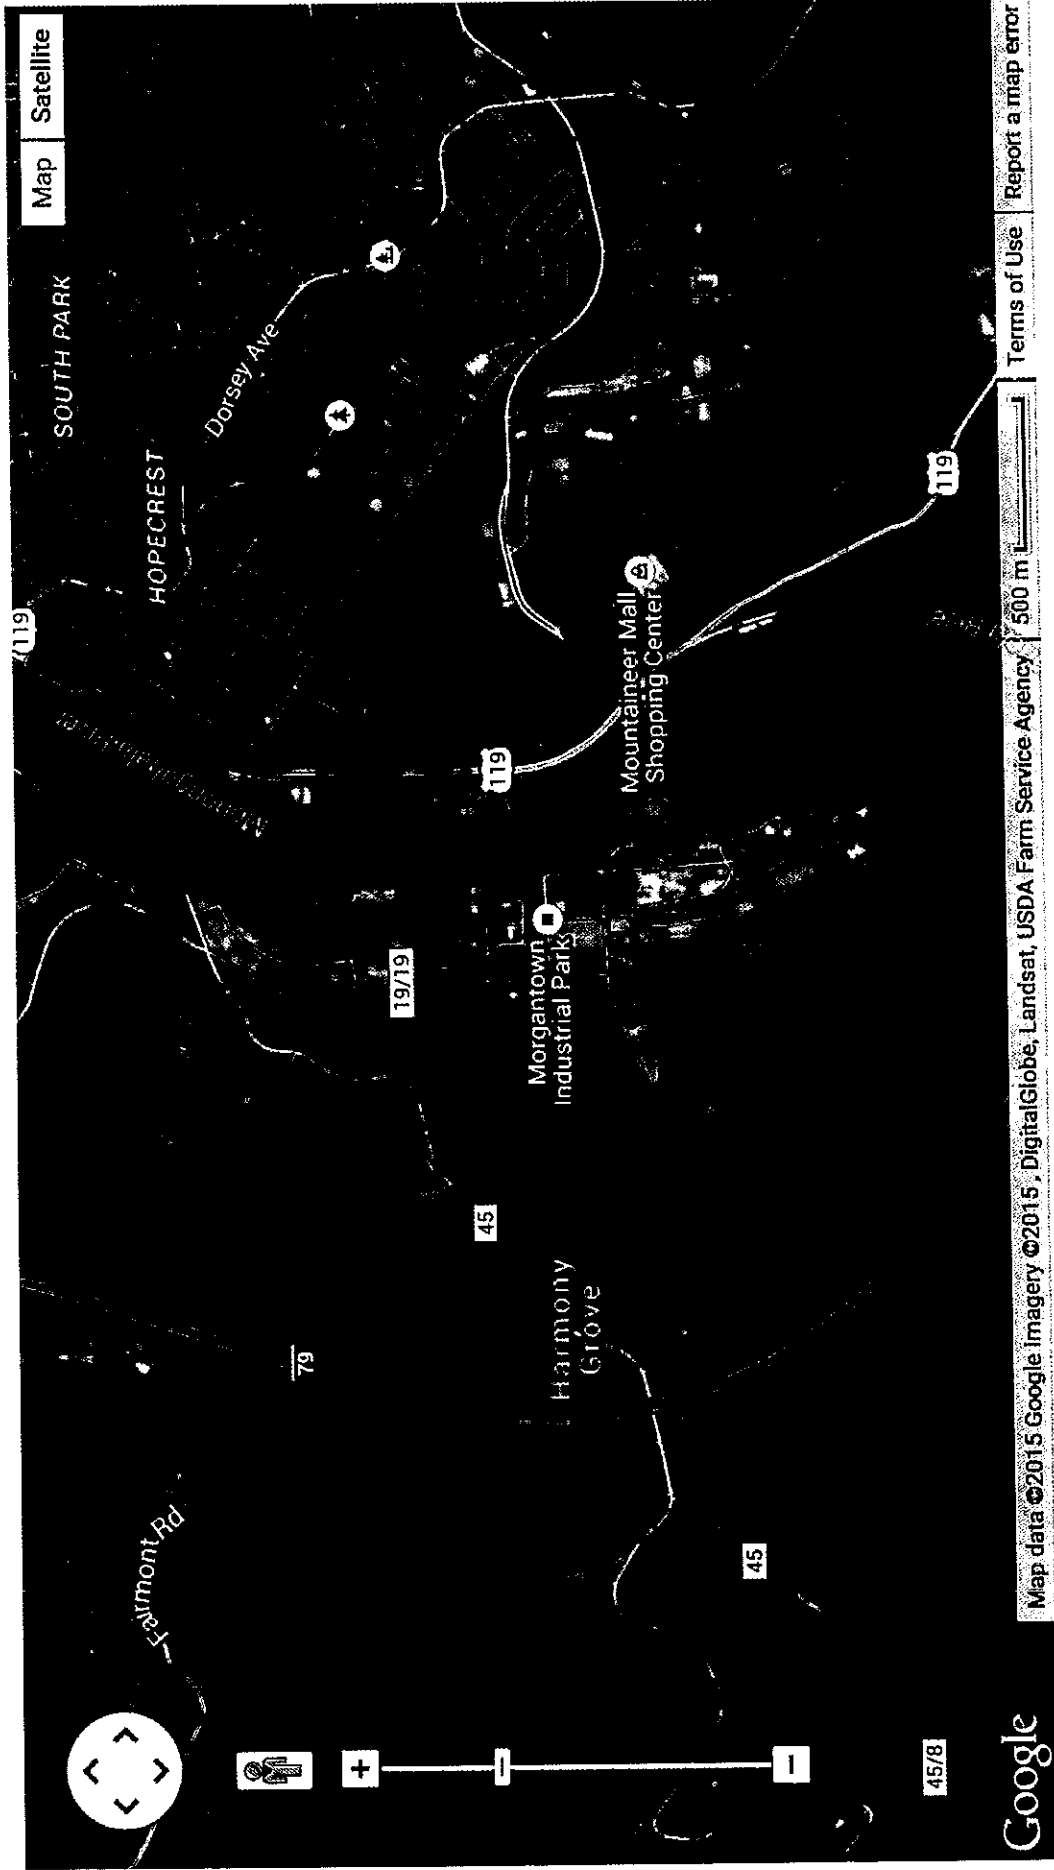 Map
Satellite
119
SOUTH PARK
HOPECREST
Dorsey Ave
Monongahela River
Fairmont Rd
79
19/19
119
45
Morgantown
Industrial Park
Mountaineer Mall
Shopping Center
Harmony
Grove
119
45
45/8
Google
Map data ©2015 Google Imagery ©2015 , DigitalGlobe, Landsat, USDA Farm Service Agency
500 m
Terms of Use
Report a map error